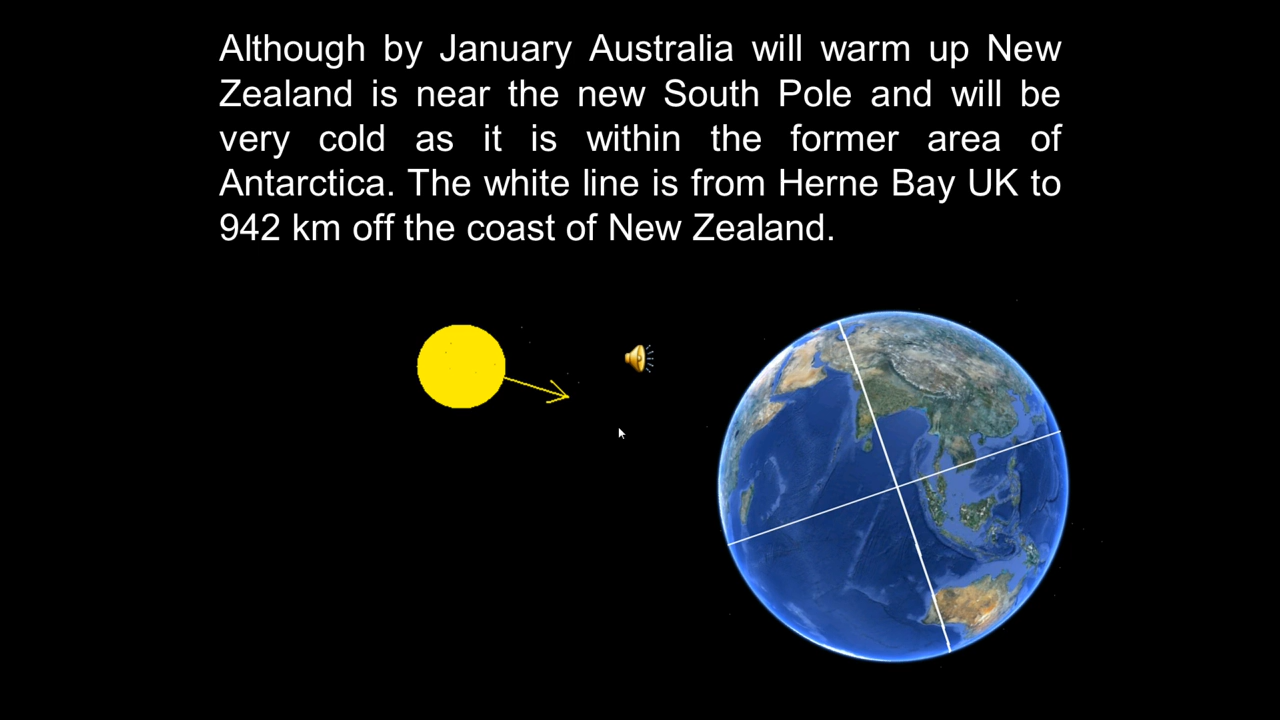 Although by January Australia will warm up New
Zealand is near the new South Pole and will be
very cold as it is within the former area of
Antarctica. The white line is from Herne Bay UK to
942 km off the coast of New Zealand.